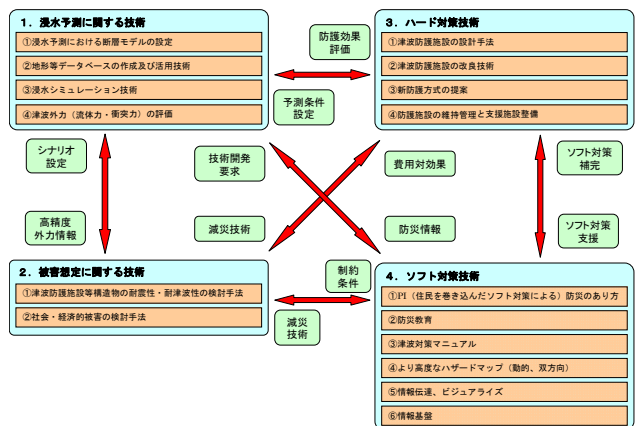 1．浸水予測に関する技術
①浸水予測における断層モデルの設定
②地形等データベースの作成及び活用技術
③浸水シミュレーション技術
④津波外力（流体力・衝突力）の評価
防護効果
評価
予測条件
設定
3．ハード対策技術
①津波防護施設の設計手法
②津波防護施設の改良技術
③新防護方式の提案
④防護施設の維持管理と支援施設整備
シナリオ
設定
技術開発
要求
費用対効果
ソフト対策
補完
高精度
外力情報
減災技術
防災情報
ソフト対策
支援
2．被害想定に関する技術
①津波防護施設等構造物の耐震性・耐津波性の検討手法
②社会・経済的被害の検討手法
制約
条件
減災
技術
4．ソフト対策技術
①PI（住民を巻き込んだソフト対策による）防災のあり方
②防災教育
③津波対策マニュアル
④より高度なハザードマップ（動的、双方向）
⑤情報伝達、ビジュアライズ
⑥情報基盤